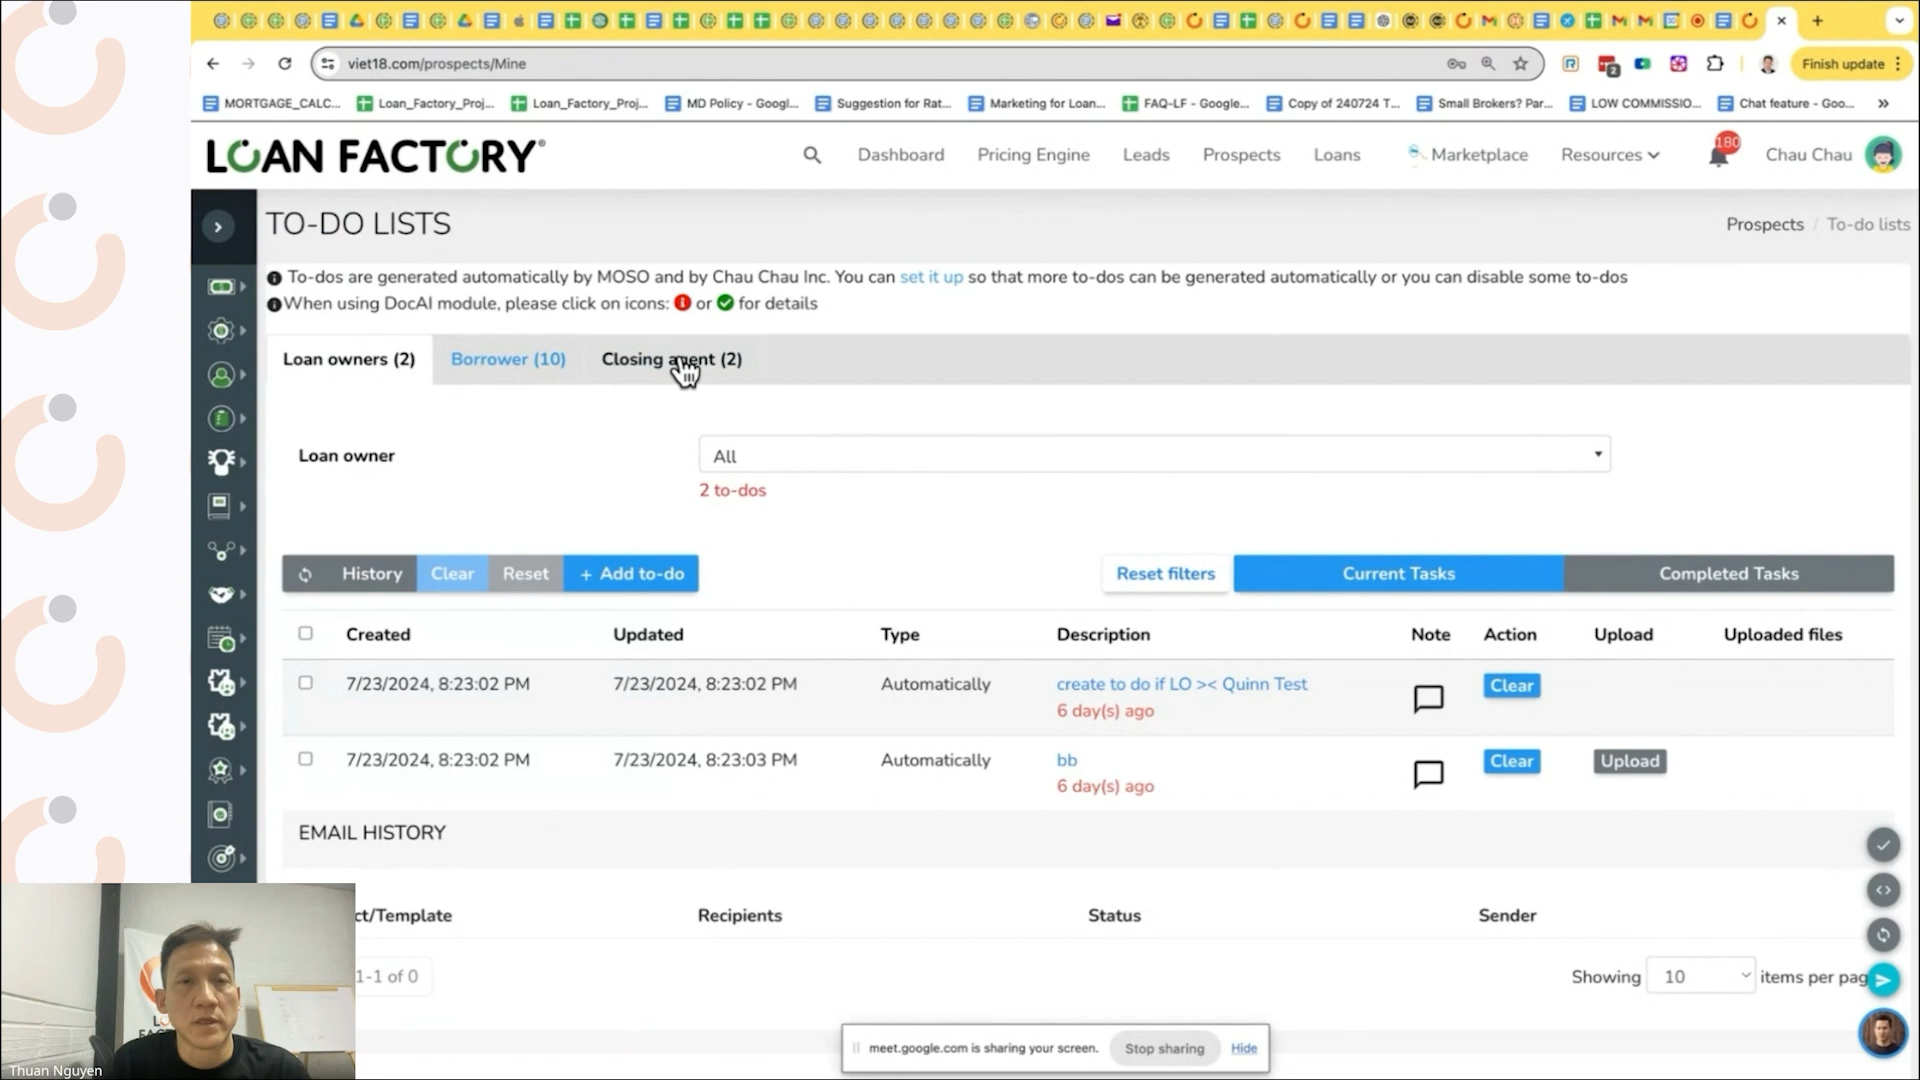 viet18.com/prospects/Mine
2
Finish update
MORTGAGE_CALC...
Loan_Factory_Proj...
Loan_Factory_Proj...
MD Policy - Googl...
Suggestion for Rat...
Marketing for Loan...
FAQ-LF - Google...
Copy of 240724 T...
Small Brokers? Par...
LOW COMMISSIO...
Chat feature - Goo...
»
LOAN FACTORY®
Dashboard
Pricing Engine
Leads
Prospects
Loans
Marketplace
Resources
180
Chau Chau
TO-DO LISTS
Prospects / To-do lists
To-dos are generated automatically by MOSO and by Chau Chau Inc. You can set it up so that more to-dos can be generated automatically or you can disable some to-dos
When using DocAI module, please click on icons: or for details
Loan owners (2)
Borrower (10)
Closing agent (2)
Loan owner
All
2 to-dos
History
Clear
Reset
+ Add to-do
Reset filters
Current Tasks
Completed Tasks
Created Updated Type Description Note Action Upload Uploaded files
7/23/2024, 8:23:02 PM 7/23/2024, 8:23:02 PM Automatically create to do if LO >< Quinn Test Clear
6 day(s) ago
7/23/2024, 8:23:02 PM 7/23/2024, 8:23:03 PM Automatically bb Clear Upload
6 day(s) ago
EMAIL HISTORY
ct/Template Recipients Status Sender
1-1 of 0
Showing 10 items per pag
meet.google.com is sharing your screen.
Stop sharing
Hide
Thuan Nguyen